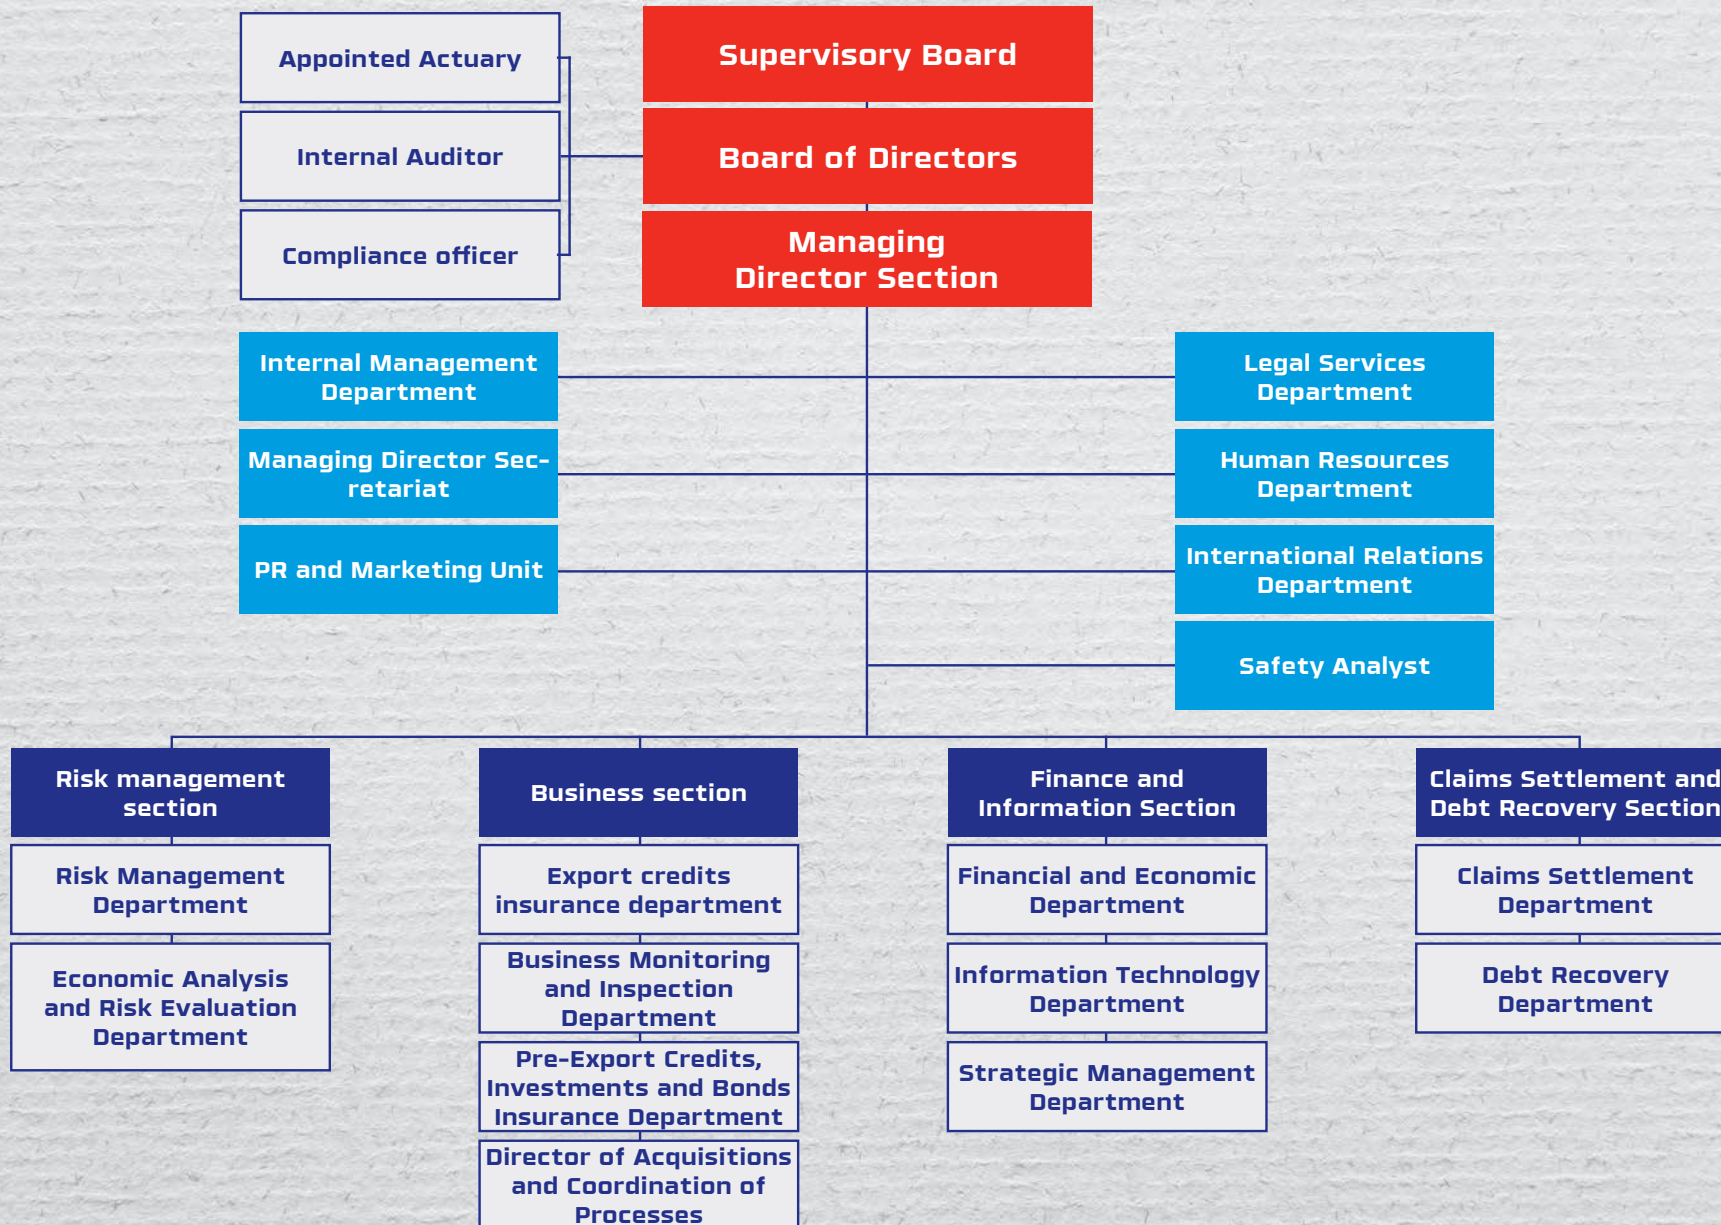 Appointed Actuary
Internal Auditor
Compliance officer
Supervisory Board
Board of Directors
Managing
Director Section
Internal Management
Department
Managing Director Sec-
retariat
PR and Marketing Unit
Legal Services
Department
Human Resources
Department
International Relations
Department
Safety Analyst
Risk management
section
Risk Management
Department
Economic Analysis
and Risk Evaluation
Department
Business section
Export credits
insurance department
Business Monitoring
and Inspection
Department
Pre-Export Credits,
Investments and Bonds
Insurance Department
Director of Acquisitions
and Coordination of
Processes
Finance and
Information Section
Financial and Economic
Department
Information Technology
Department
Strategic Management
Department
Claims Settlement and
Debt Recovery Section
Claims Settlement
Department
Debt Recovery
Department